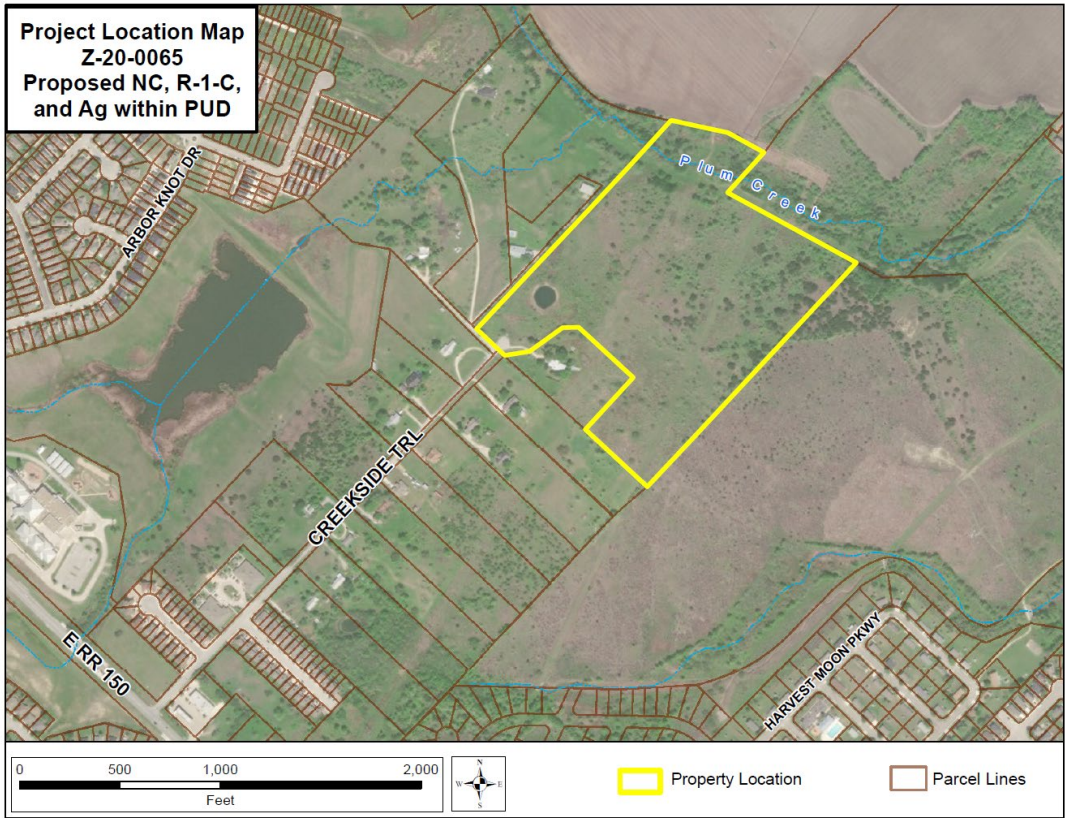 Project Location Map
Z-20-0065
Proposed NC, R-1-C,
and Ag within PUD
Plum Creek
ARBOR KNOT DR
CREEKSIDE TRL
E RR 150
HARVEST MOON PKWY
0 500 1,000 2,000
Feet
N
W E
S
Property Location
Parcel Lines